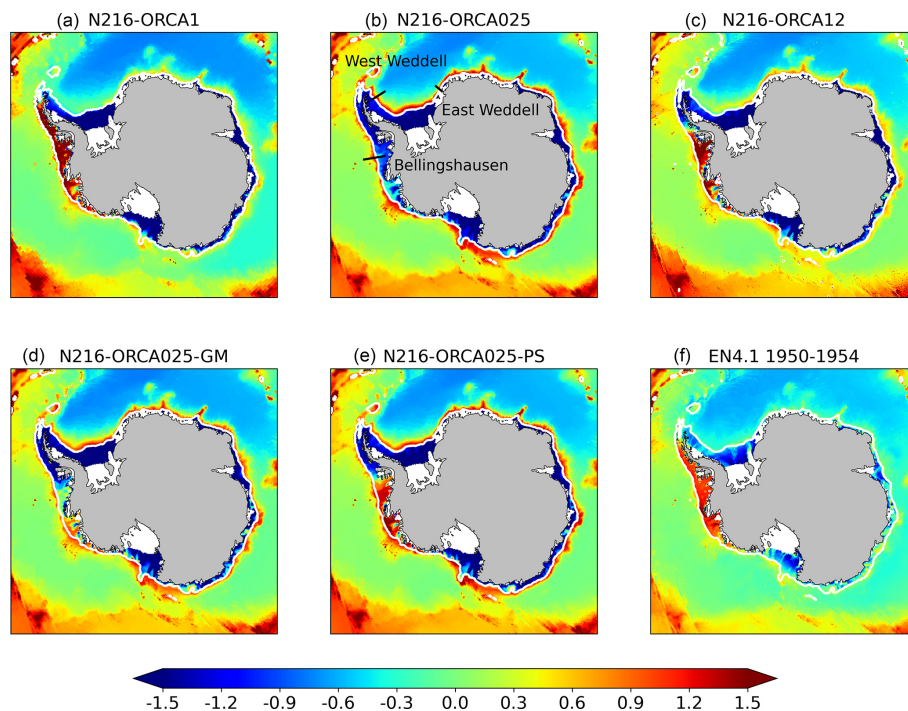 (a) N216-ORCA1
(b) N216-ORCA025
(c) N216-ORCA12
West Weddell
East Weddell
Bellingshausen
(d) N216-ORCA025-GM
(e) N216-ORCA025-PS
(f) EN4.1 1950-1954
-1.5 -1.2 -0.9 -0.6 -0.3 0.0 0.3 0.6 0.9 1.2 1.5